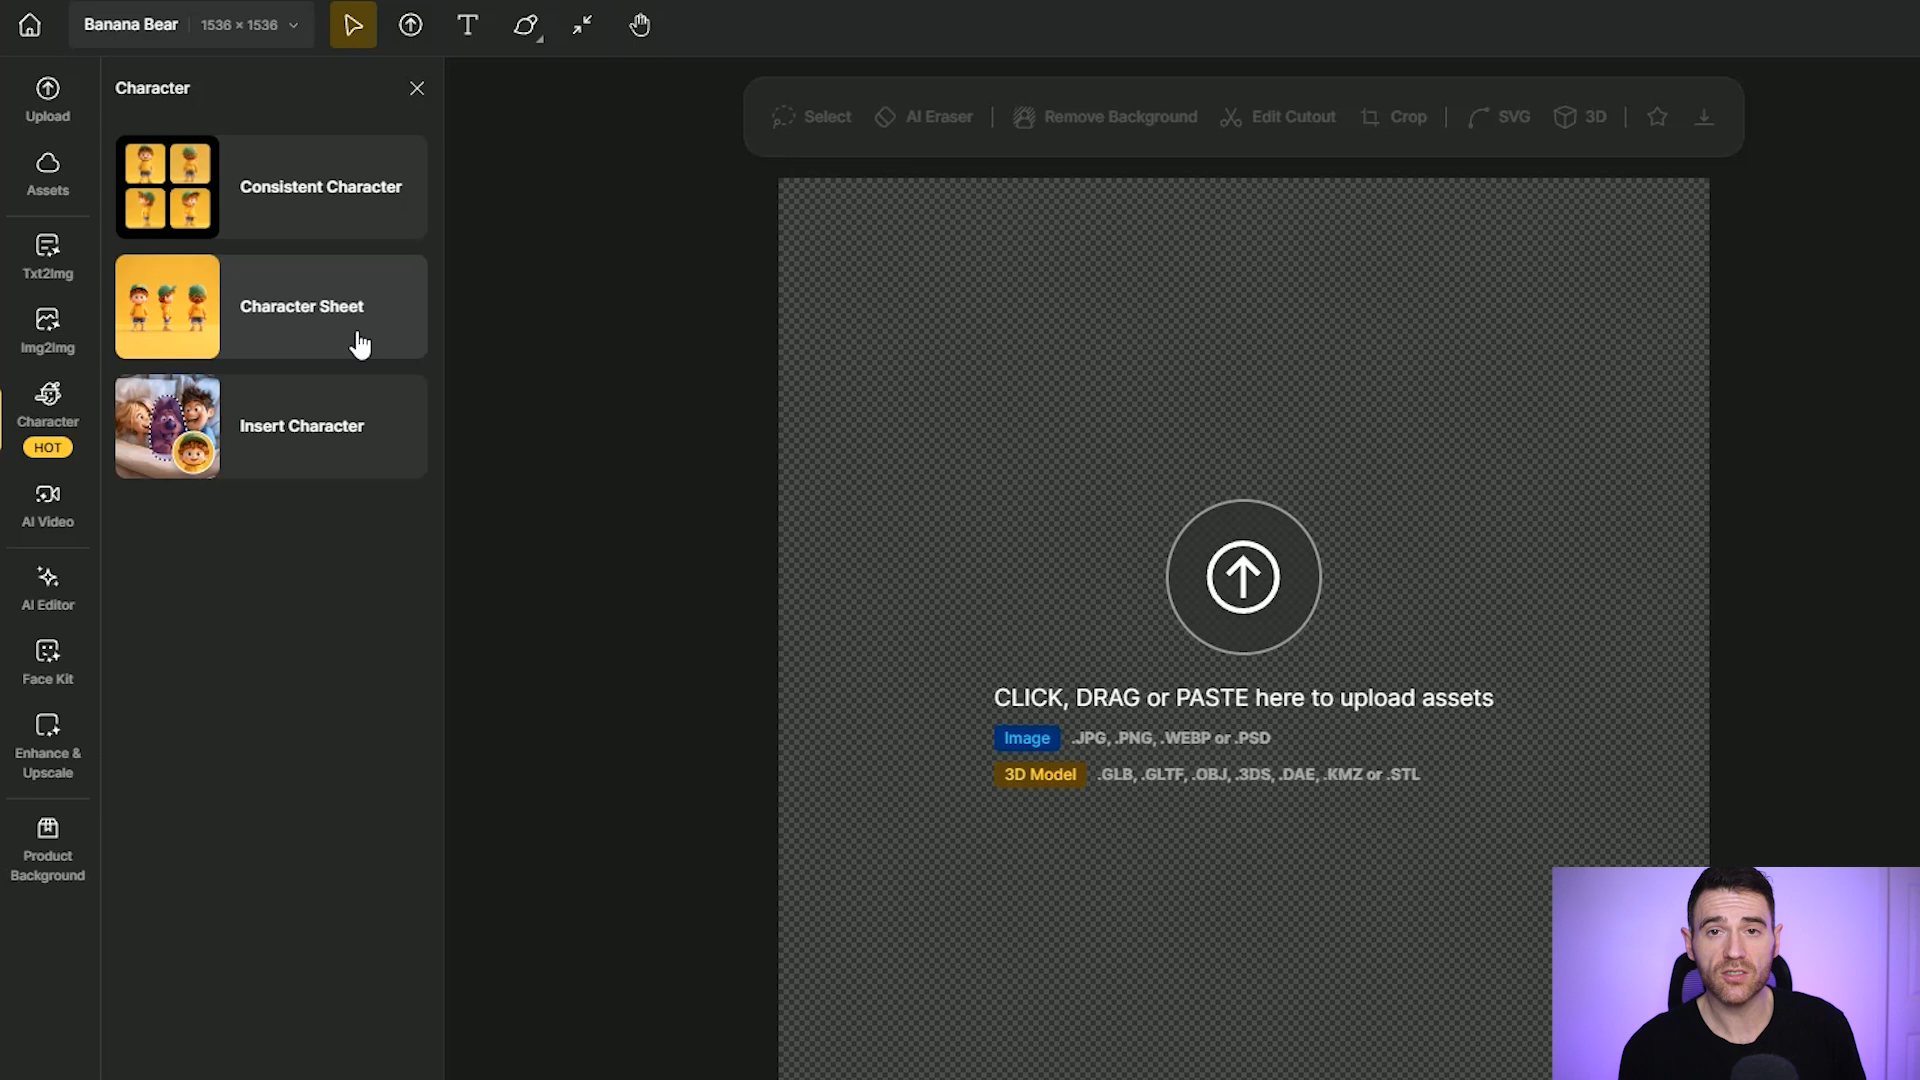 Banana Bear
1536 × 1536
Upload
Assets
Txt2Img
Img2Img
Character
HOT
AI Video
AI Editor
Face Kit
Enhance &
Upscale
Product
Background
Character
Consistent Character
Character Sheet
Insert Character
Select
AI Eraser
Remove Background
Edit Cutout
Crop
SVG
3D
CLICK, DRAG or PASTE here to upload assets
Image .JPG, .PNG, .WEBP or .PSD
3D Model .GLB, .GLTF, .OBJ, .3DS, .DAE, .KMZ or .STL